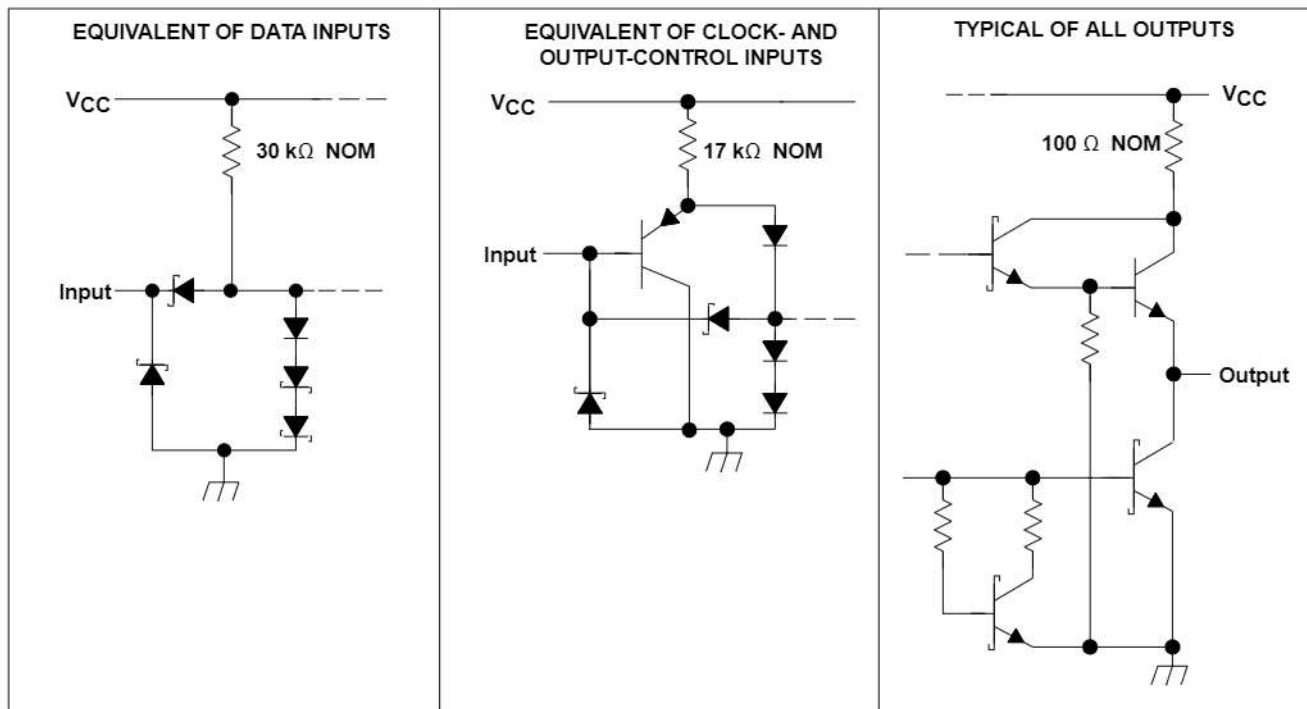 EQUIVALENT OF DATA INPUTS
VCC
30 kΩ NOM
Input
EQUIVALENT OF CLOCK- AND
OUTPUT-CONTROL INPUTS
VCC
17 kΩ NOM
Input
TYPICAL OF ALL OUTPUTS
VCC
100 Ω NOM
Output